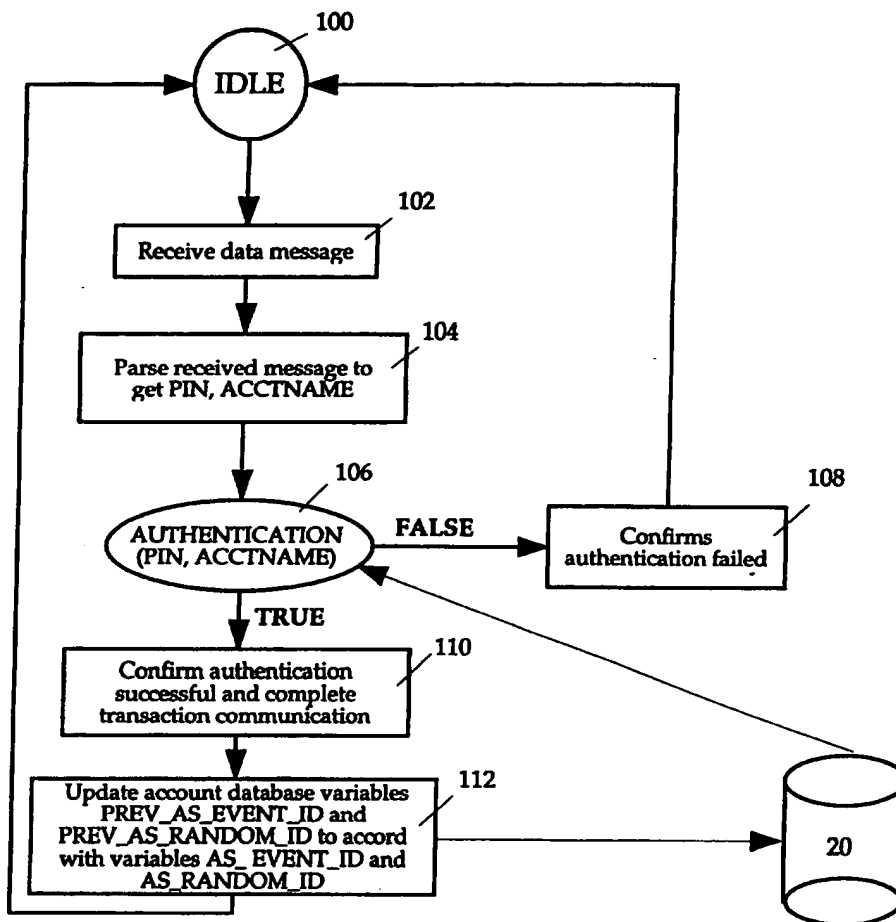 100
IDLE
102
Receive data message
104
Parse received message to
get PIN, ACCTNAME
106
AUTHENTICATION
(PIN, ACCTNAME)
FALSE
108
Confirms
authentication failed
TRUE
110
Confirm authentication
successful and complete
transaction communication
112
Update account database variables
PREV_AS_EVENT_ID and
PREV_AS_RANDOM_ID to accord
with variables AS_ EVENT_ID and
AS_RANDOM_ID
20